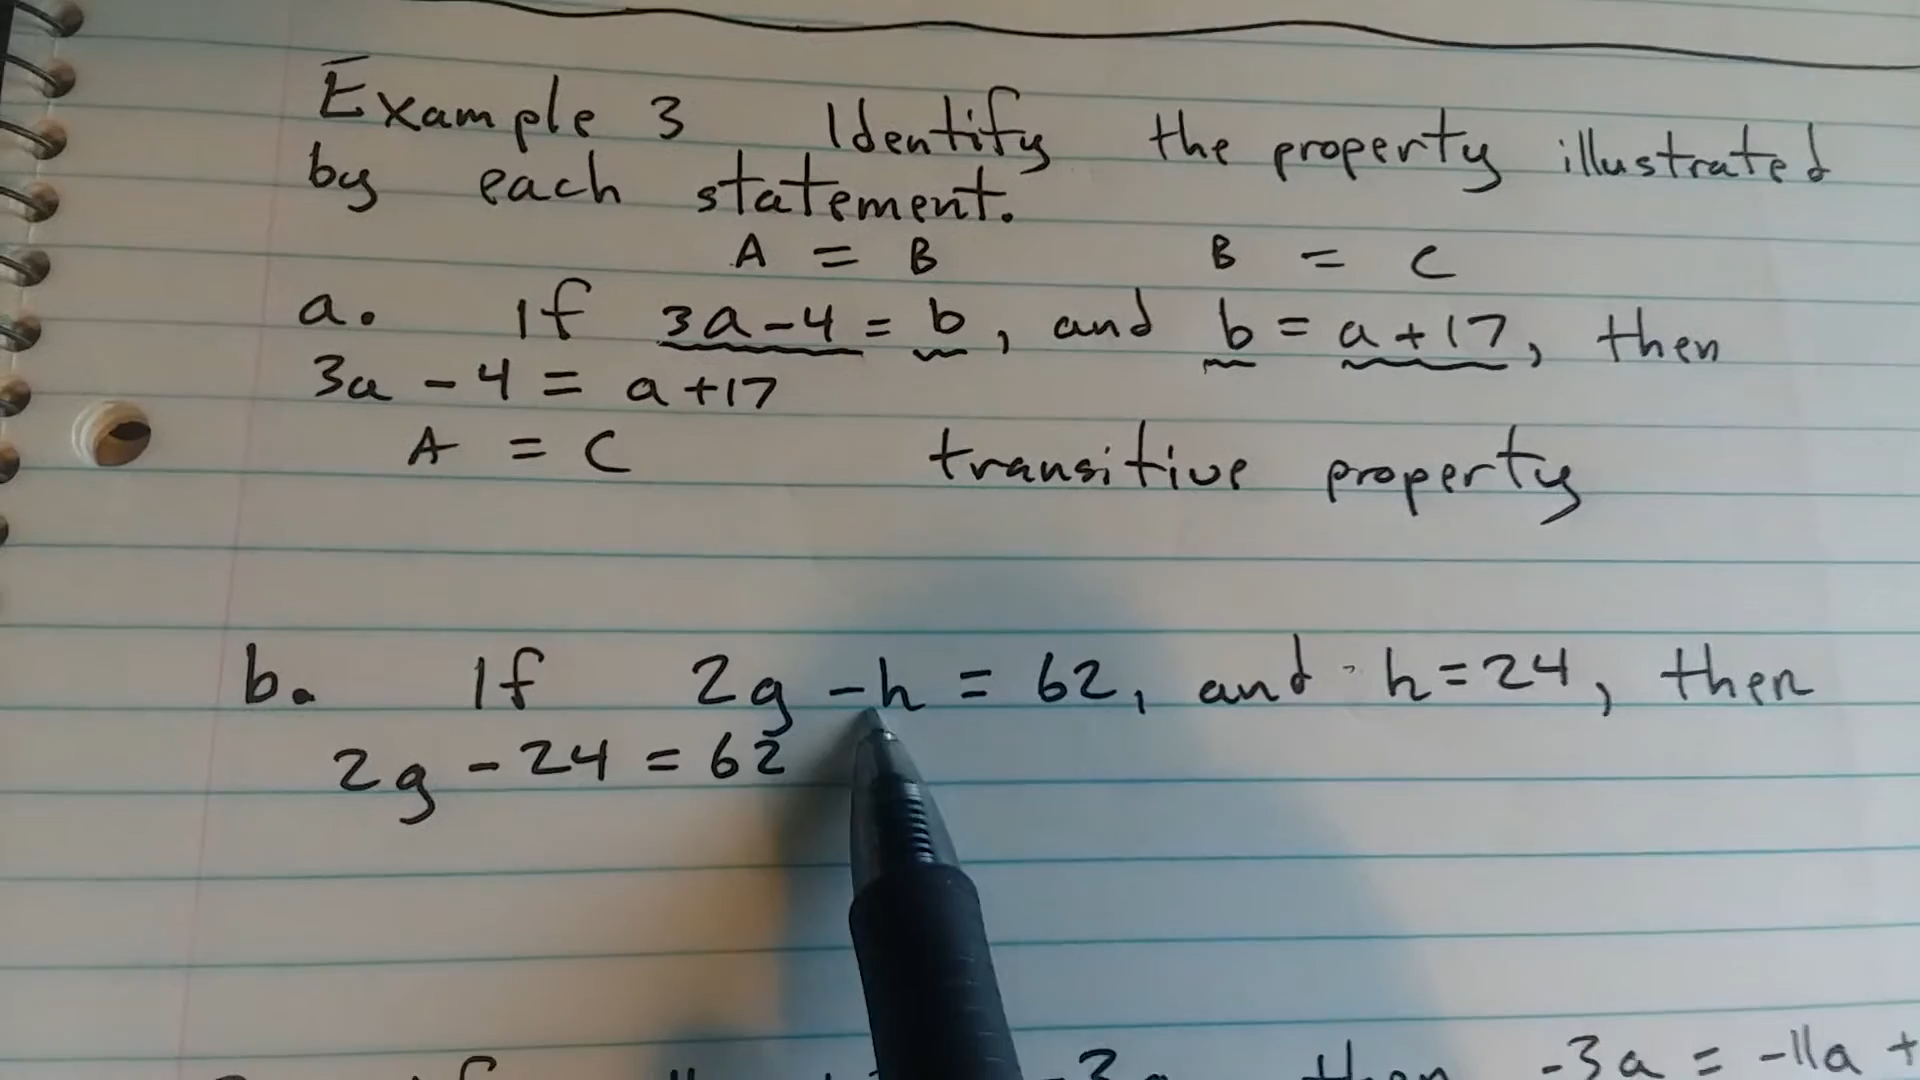 Example 3 Identify the property illustrated
by each statement.
A = B B = C
a. If 3a-4 = b, and b = a+17, then
3a - 4 = a+17
A = C transitive property
b. If 2g - h = 62, and h = 24, then
2g - 24 = 62
-3a = -11a +